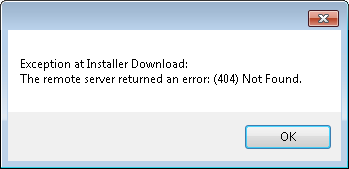 Exception at Installer Download:
The remote server returned an error: (404) Not Found.
OK